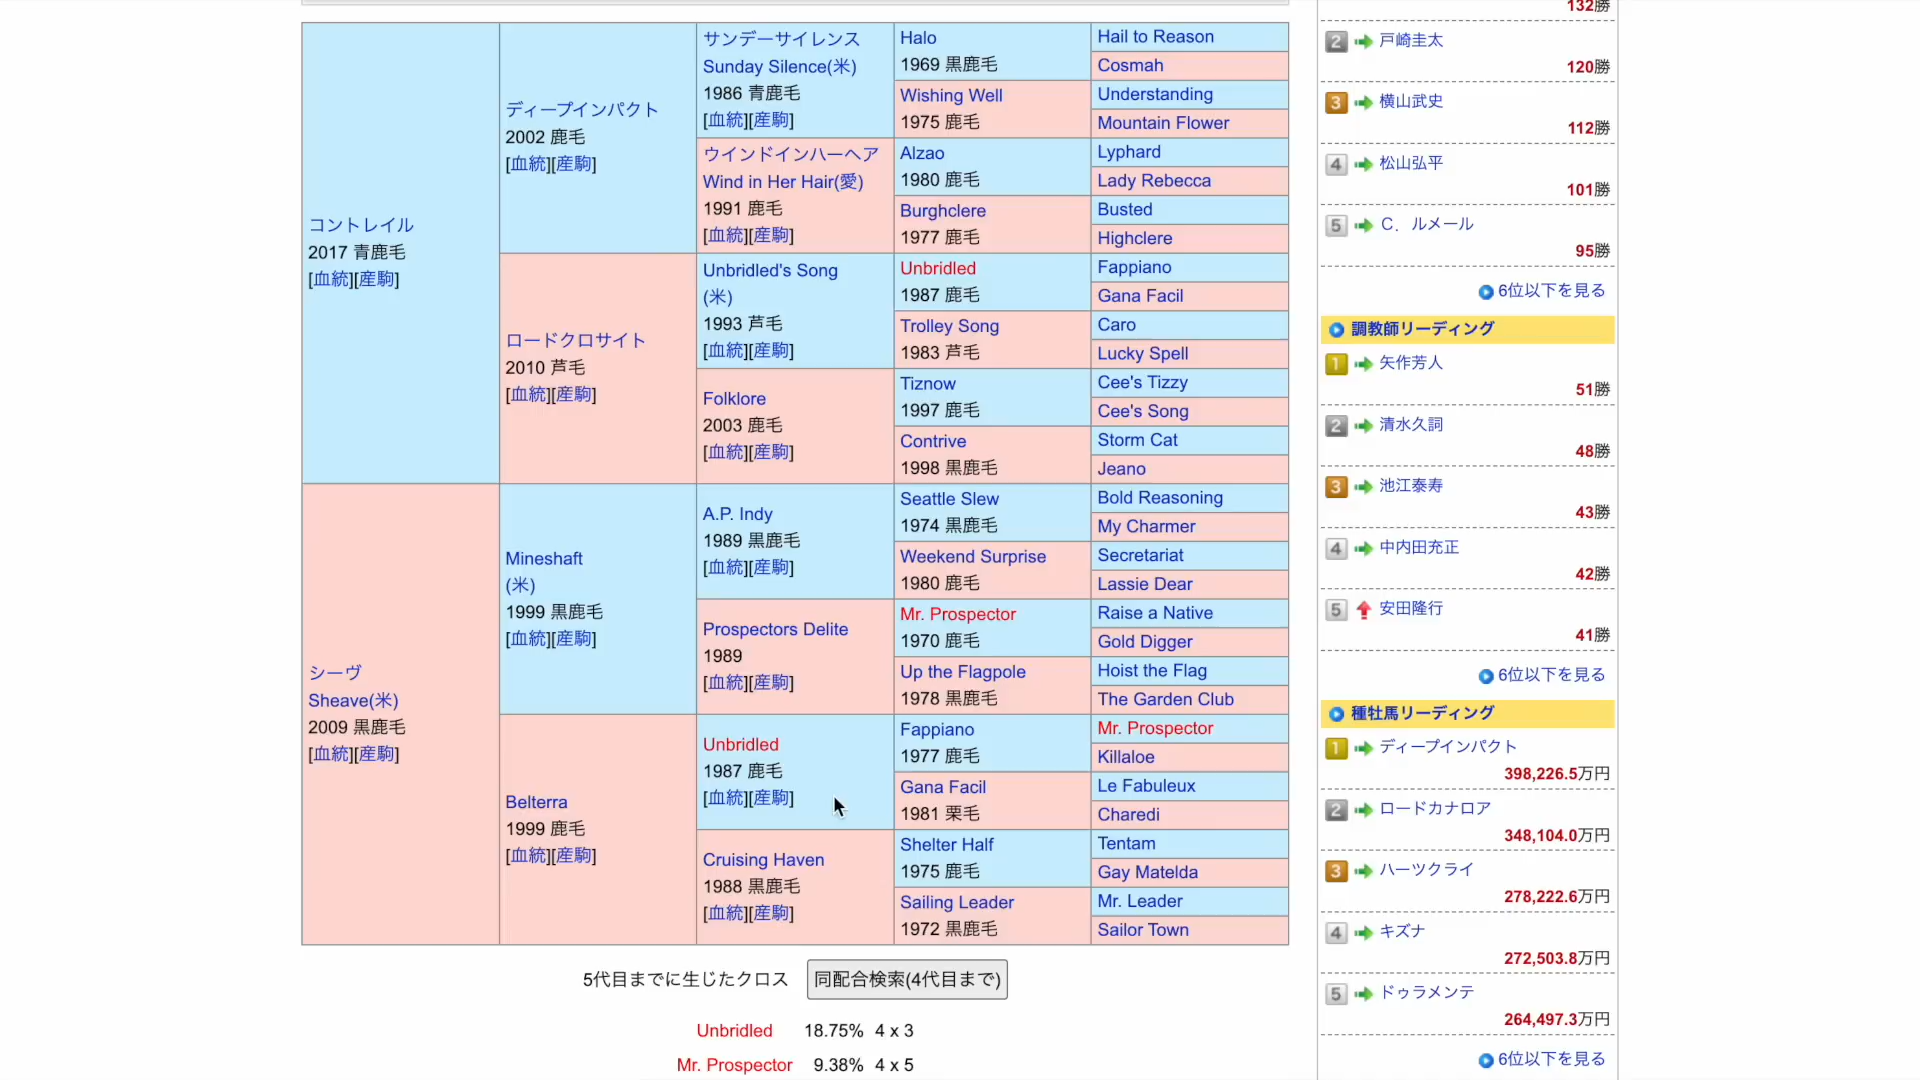 コントレイル
2017 青鹿毛
[血統][産駒]
ディープインパクト
2002 鹿毛
[血統][産駒]
サンデーサイレンス
Sunday Silence(米)
1986 青鹿毛
[血統][産駒]
Halo
1969 黒鹿毛
Hail to Reason
Cosmah
Wishing Well
1975 鹿毛
Understanding
Mountain Flower
ウインドインハーヘア
Wind in Her Hair(愛)
1991 鹿毛
[血統][産駒]
Alzao
1980 鹿毛
Lyphard
Lady Rebecca
Burghclere
1977 鹿毛
Busted
Highclere
ロードクロサイト
2010 芦毛
[血統][産駒]
Unbridled's Song
(米)
1993 芦毛
[血統][産駒]
Unbridled
1987 鹿毛
Fappiano
Gana Facil
Trolley Song
1983 芦毛
Caro
Lucky Spell
Folklore
2003 鹿毛
[血統][産駒]
Tiznow
1997 鹿毛
Cee's Tizzy
Cee's Song
Contrive
1998 黒鹿毛
Storm Cat
Jeano
シーヴ
Sheave(米)
2009 黒鹿毛
[血統][産駒]
Mineshaft
(米)
1999 黒鹿毛
[血統][産駒]
A.P. Indy
1989 黒鹿毛
[血統][産駒]
Seattle Slew
1974 黒鹿毛
Bold Reasoning
My Charmer
Weekend Surprise
1980 鹿毛
Secretariat
Lassie Dear
Prospectors Delite
1989
[血統][産駒]
Mr. Prospector
1970 鹿毛
Raise a Native
Gold Digger
Up the Flagpole
1978 黒鹿毛
Hoist the Flag
The Garden Club
Belterra
1999 鹿毛
[血統][産駒]
Unbridled
1987 鹿毛
[血統][産駒]
Fappiano
1977 鹿毛
Mr. Prospector
Killaloe
Gana Facil
1981 栗毛
Le Fabuleux
Charedi
Cruising Haven
1988 黒鹿毛
[血統][産駒]
Shelter Half
1975 鹿毛
Tentam
Gay Matelda
Sailing Leader
1972 黒鹿毛
Mr. Leader
Sailor Town
5代目までに生じたクロス 同配合検索(4代目まで)
Unbridled 18.75% 4 x 3
Mr. Prospector 9.38% 4 x 5
132勝
2 戸崎圭太
120勝
3 横山武史
112勝
4 松山弘平
101勝
5 C．ルメール
95勝
6位以下を見る
調教師リーディング
1 矢作芳人
51勝
2 清水久詞
48勝
3 池江泰寿
43勝
4 中内田充正
42勝
5 安田隆行
41勝
6位以下を見る
種牡馬リーディング
1 ディープインパクト
398,226.5万円
2 ロードカナロア
348,104.0万円
3 ハーツクライ
278,222.6万円
4 キズナ
272,503.8万円
5 ドゥラメンテ
264,497.3万円
6位以下を見る